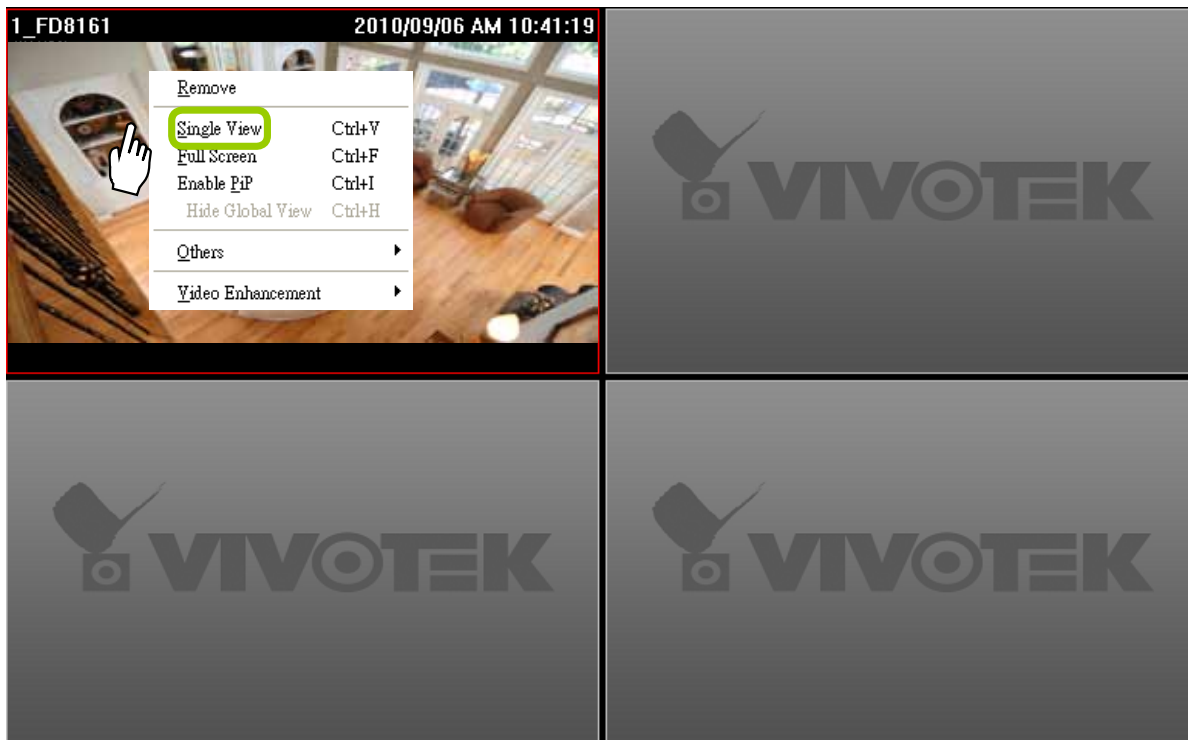 1_FD8161 2010/09/06 AM 10:41:19
Remove
Single View Ctrl+V
Full Screen Ctrl+F
Enable PiP Ctrl+I
Hide Global View Ctrl+H
Others
Video Enhancement
VIVOTEK
VIVOTEK
VIVOTEK